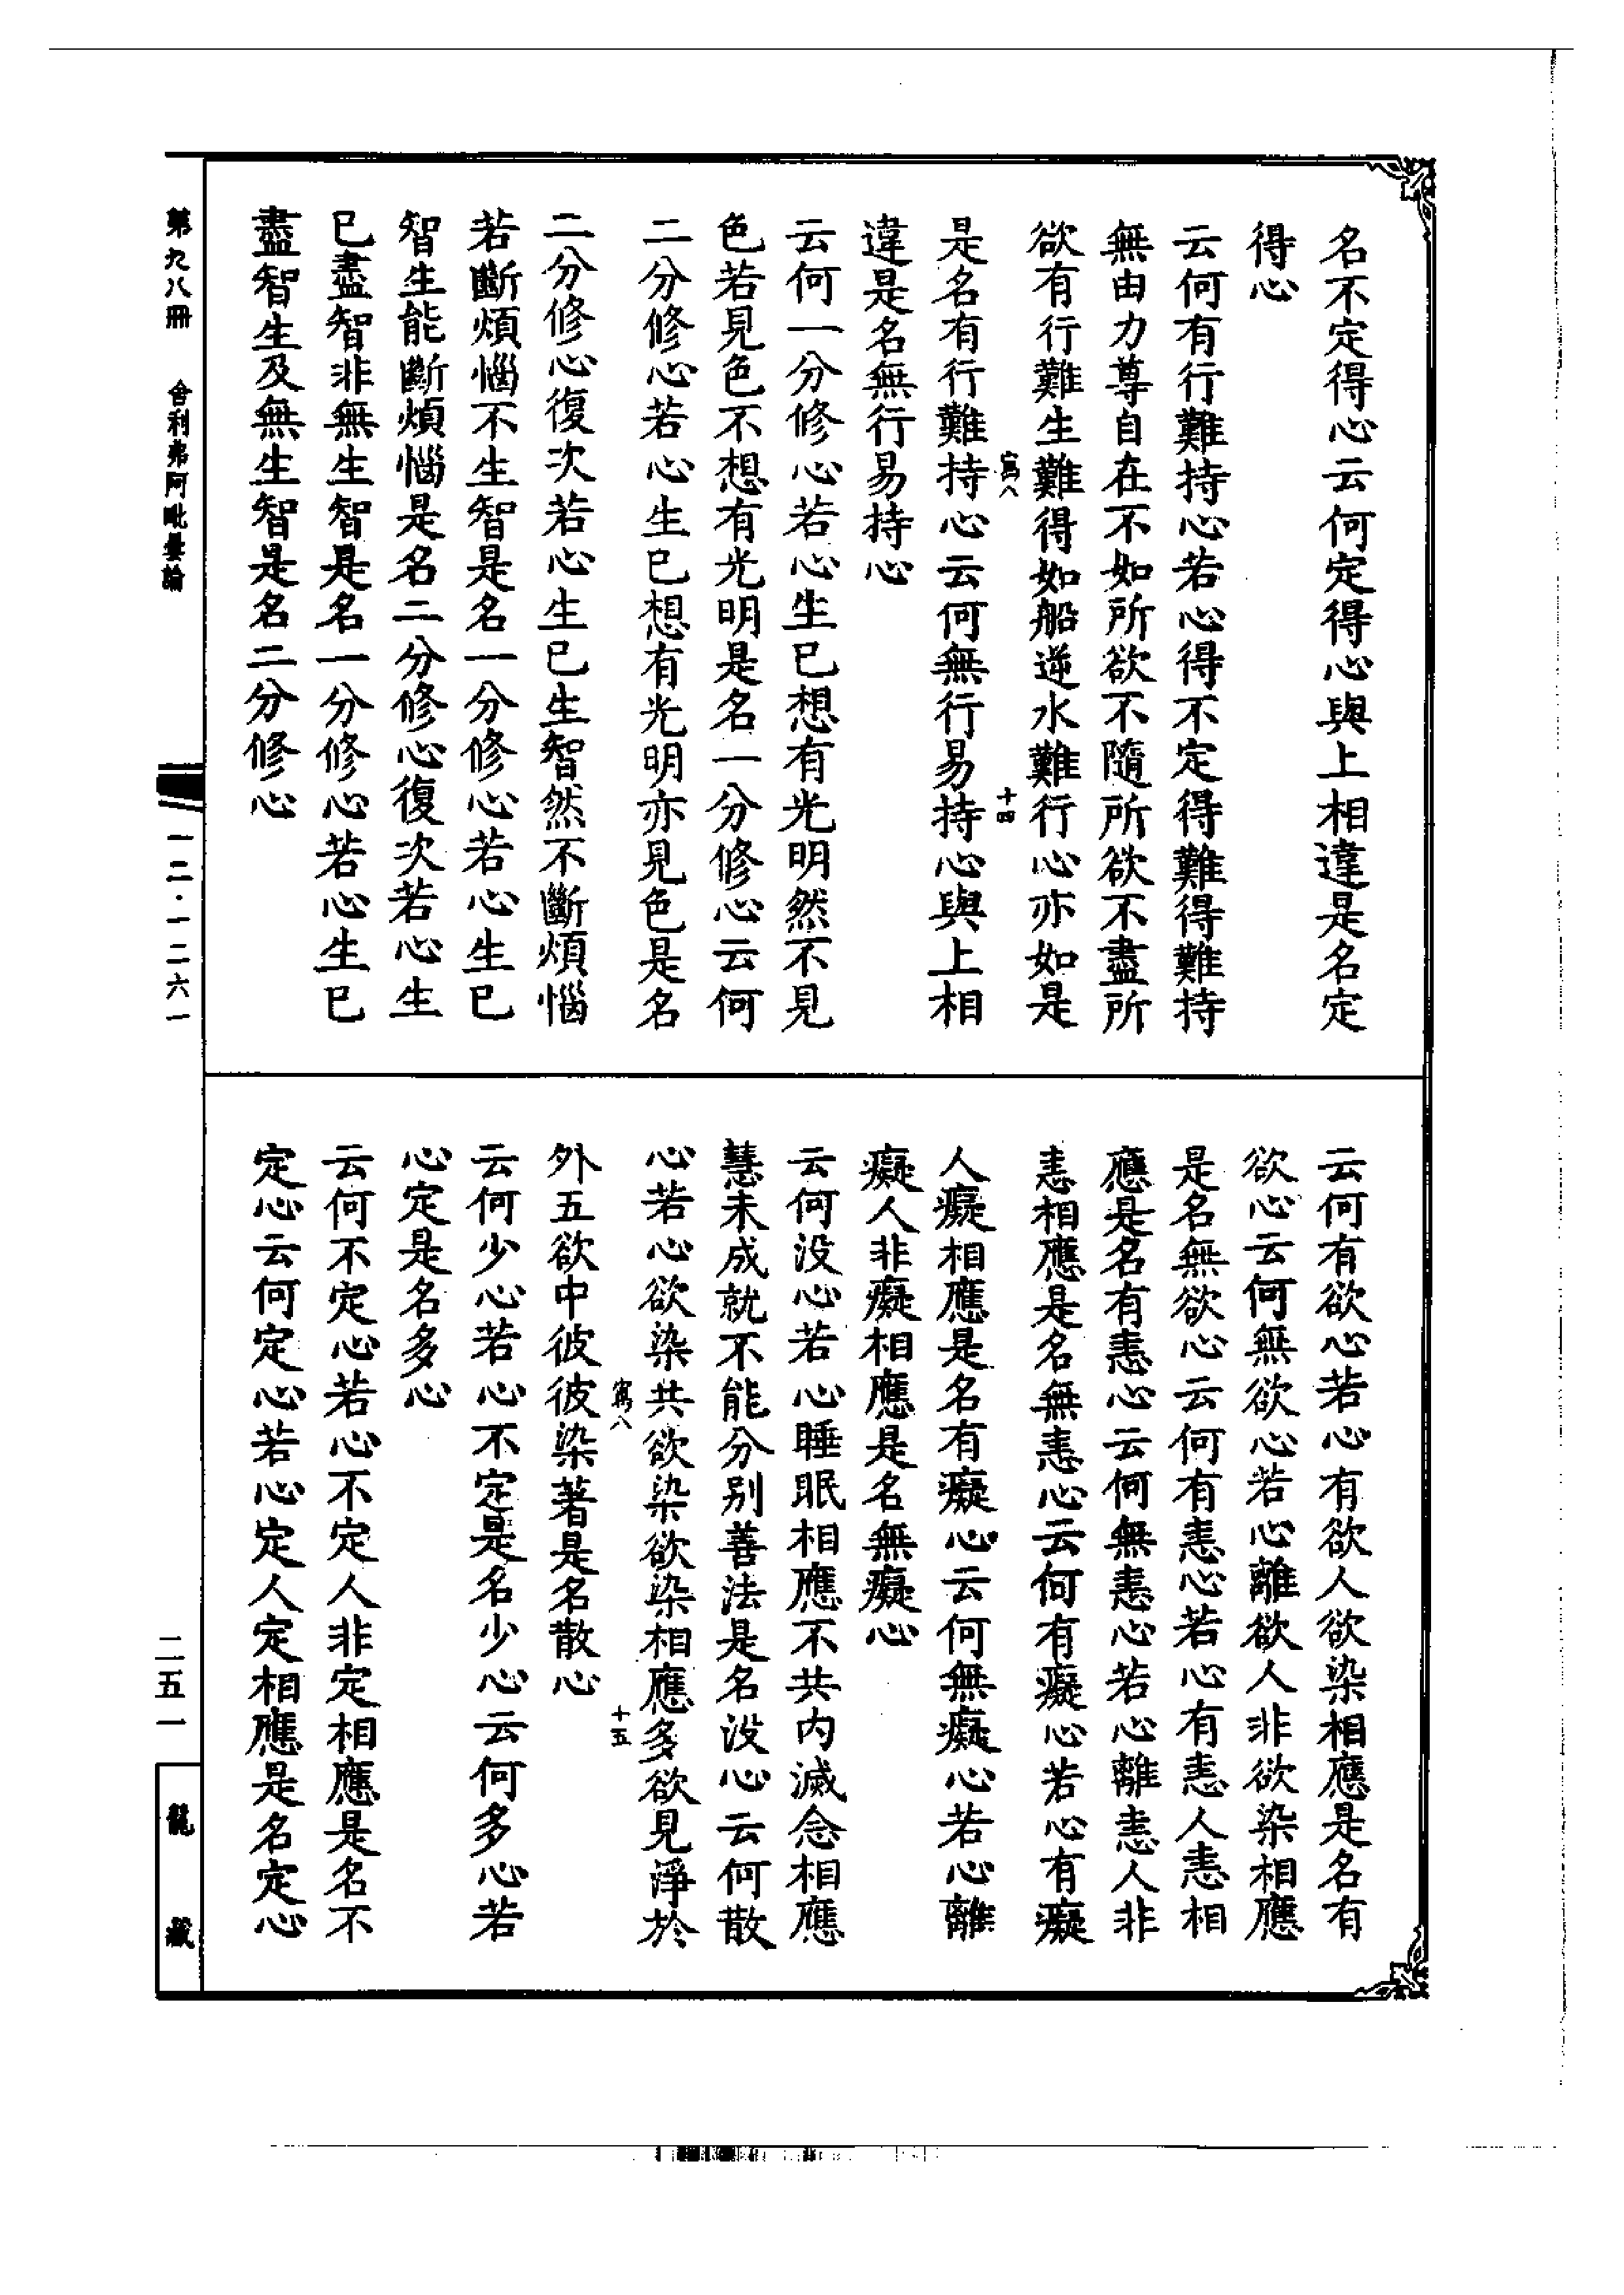 名不定得心云何定得心與上相違是名定
得心
云何有行難持心若心得不定得難得難持
無由力尊自在不如所欲不隨所欲不盡所
欲有行難生難得如船逆水難行心亦如是
寫八
十四
是名有行難持心云何無行易持心與上相
違是名無行易持心
云何一分修心若心生已想有光明然不見
色若見色不想有光明是名一分修心云何
二分修心若心生已想有光明亦見色是名
二分修心復次若心生已生智然不斷煩惱
若斷煩惱不生智是名一分修心若心生已
智生能斷煩惱是名二分修心復次若心生
已盡智非無生智是名一分修心若心生已
盡智生及無生智是名二分修心
云何有欲心若心有欲人欲染相應是名有
欲心云何無欲心若心離欲人非欲染相應
是名無欲心云何有恚心若心有恚人恚相
應是名有恚心云何無恚心若心離恚人非
恚相應是名無恚心云何有癡心若心有癡
人癡相應是名有癡心云何無癡心若心離
癡人非癡相應是名無癡心
云何沒心若心睡眠相應不共內滅念相應
慧未成就不能分別善法是名沒心云何散
心若心欲染共欲染欲染相應多欲見淨於
寫八
十五
外五欲中彼彼染著是名散心
云何少心若心不定是名少心云何多心若
心定是名多心
云何不定心若心不定人非定相應是名不
定心云何定心若心定人定相應是名定心
第九八冊
舍利弗阿毗曇論
一二·一二六一
二五一
龍藏